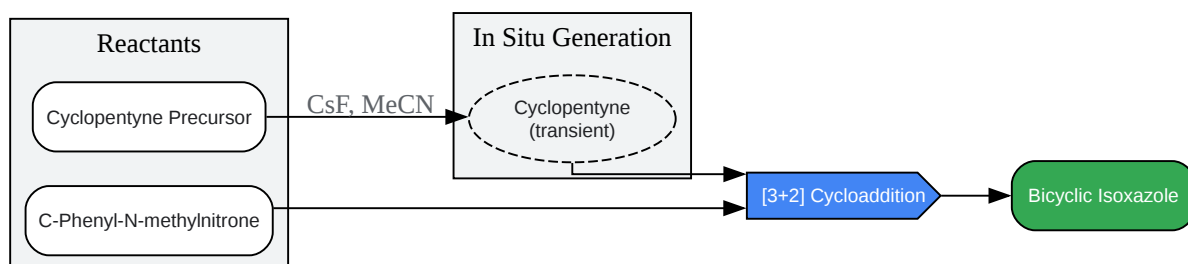 Reactants
In Situ Generation
Cyclopentyne Precursor
CsF, MeCN
Cyclopentyne
(transient)
C-Phenyl-N-methylnitrone
[3+2] Cycloaddition
Bicyclic Isoxazole